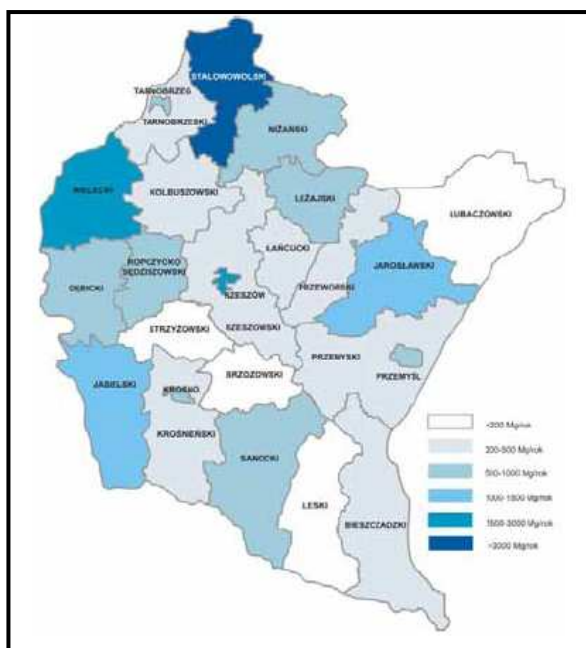 STALOWOWOLSKI
TARNOBRZEG
TARNOBRZESKI
NIŻAŃSKI
MIELECKI
KOLBUSZOWSKI
LEŻAJSKI
LUBACZOWSKI
ŁAŃCUCKI
ROPCZYCKO
SĘDZISZOWSKI
JAROSŁAWSKI
DĘBICKI
RZESZÓW
PRZEWORSKI
STRZYŻOWSKI
RZESZOWSKI
PRZEMYSKI
BRZOZOWSKI
PRZEMYŚL
JASIELSKI
KROSNO
KROŚNIEŃSKI
SANOCKI
LESKI
BIESZCZADZKI
<200 Mg/rok
200-500 Mg/rok
500-1000 Mg/rok
1000-1500 Mg/rok
1500-3000 Mg/rok
>3000 Mg/rok